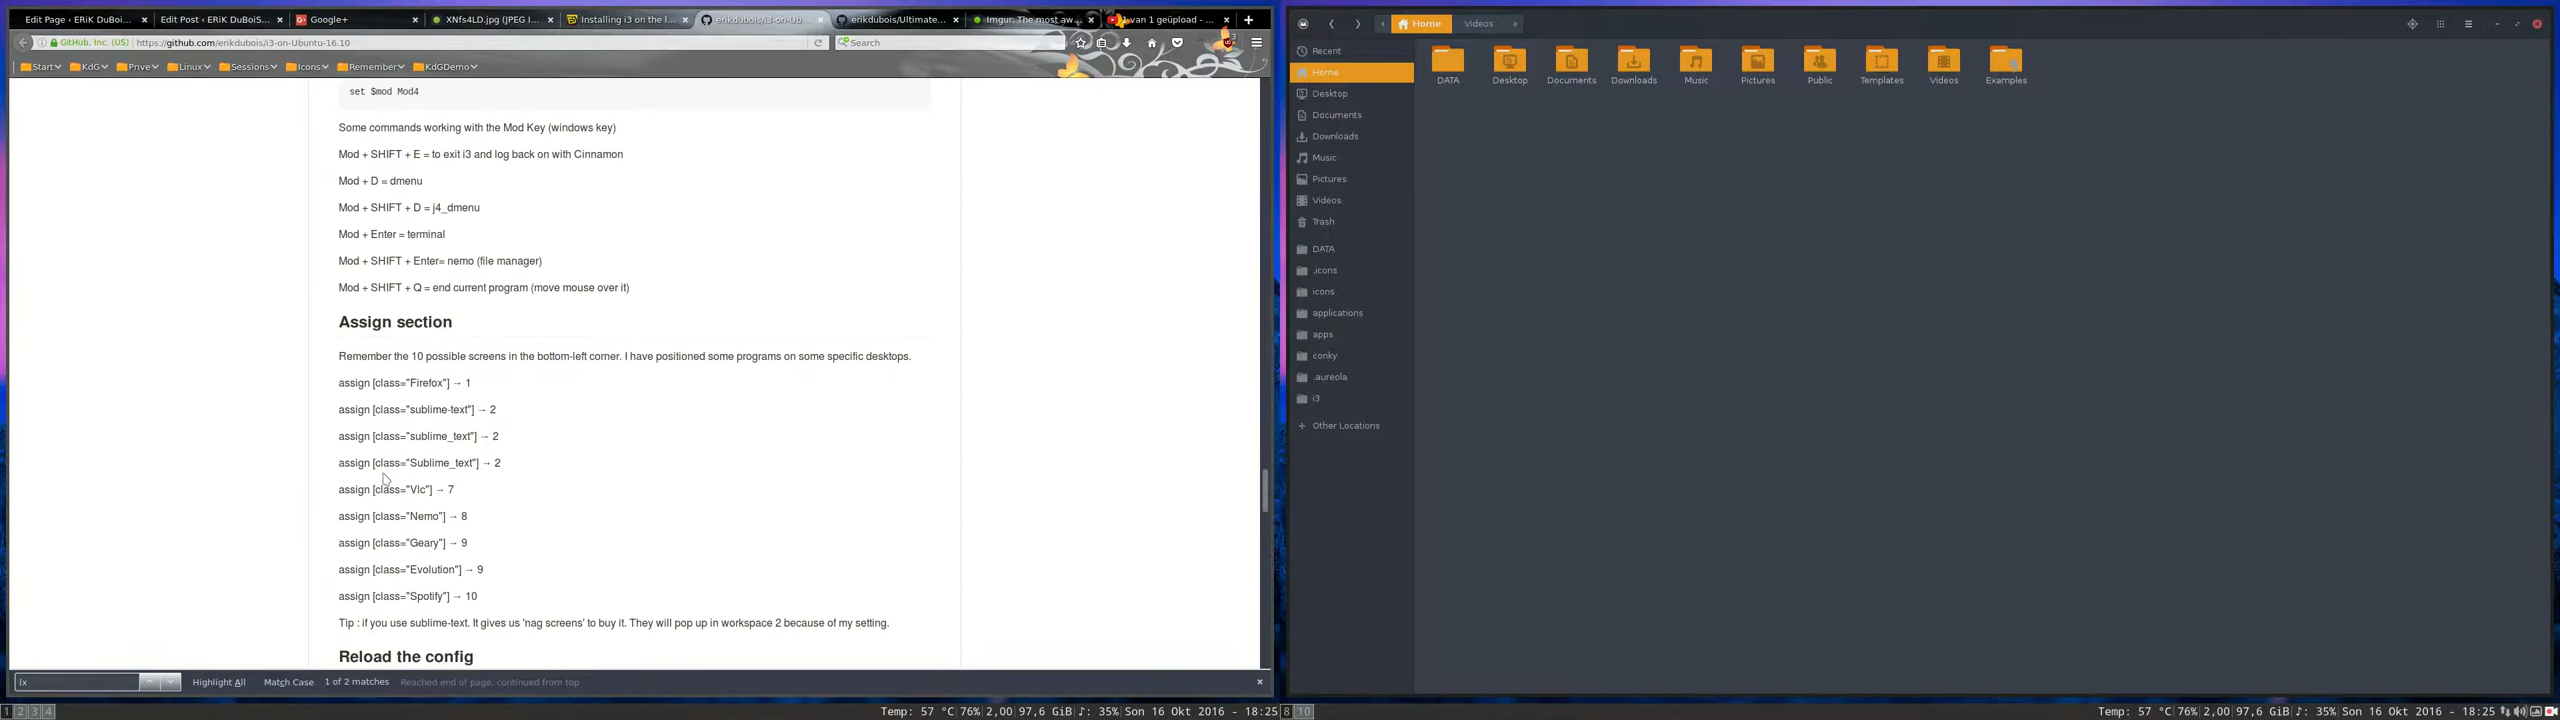 Edit Page ‹ ERiK DuBoi...
Edit Post ‹ ERiK DuBoiS...
Google+
XNfs4LD.jpg (JPEG I...
Installing i3 on the l...
erikdubois/i3-on-Ub...
erikdubois/Ultimate...
Imgur: The most aw...
van 1 geüpload - ...
GitHub, Inc. (US)
https://github.com/erikdubois/i3-on-Ubuntu-16.10
Search
Start
KdG
Prive
Linux
Sessions
Icons
Remember
KdGDemo
set $mod Mod4
Some commands working with the Mod Key (windows key)
Mod + SHIFT + E = to exit i3 and log back on with Cinnamon
Mod + D = dmenu
Mod + SHIFT + D = j4_dmenu
Mod + Enter = terminal
Mod + SHIFT + Enter= nemo (file manager)
Mod + SHIFT + Q = end current program (move mouse over it)
Assign section
Remember the 10 possible screens in the bottom-left corner. I have positioned some programs on some specific desktops.
assign [class="Firefox"] → 1
assign [class="sublime-text"] → 2
assign [class="sublime_text"] → 2
assign [class="Sublime_text"] → 2
assign [class="Vlc"] → 7
assign [class="Nemo"] → 8
assign [class="Geary"] → 9
assign [class="Evolution"] → 9
assign [class="Spotify"] → 10
Tip : if you use sublime-text. It gives us 'nag screens' to buy it. They will pop up in workspace 2 because of my setting.
Reload the config
lx
Highlight All
Match Case
1 of 2 matches
Reached end of page, continued from top
1 2 3 4
Temp: 57 °C|76%|2,00|97,6 GiB|♪: 35%|Son 16 Okt 2016 - 18:25
Home
Videos
Recent
Home
Desktop
Documents
Downloads
Music
Pictures
Videos
Trash
DATA
.icons
icons
applications
apps
conky
.aureola
i3
Other Locations
DATA
Desktop
Documents
Downloads
Music
Pictures
Public
Templates
Videos
Examples
8 10
Temp: 57 °C|76%|2,00|97,6 GiB|♪: 35%|Son 16 Okt 2016 - 18:25